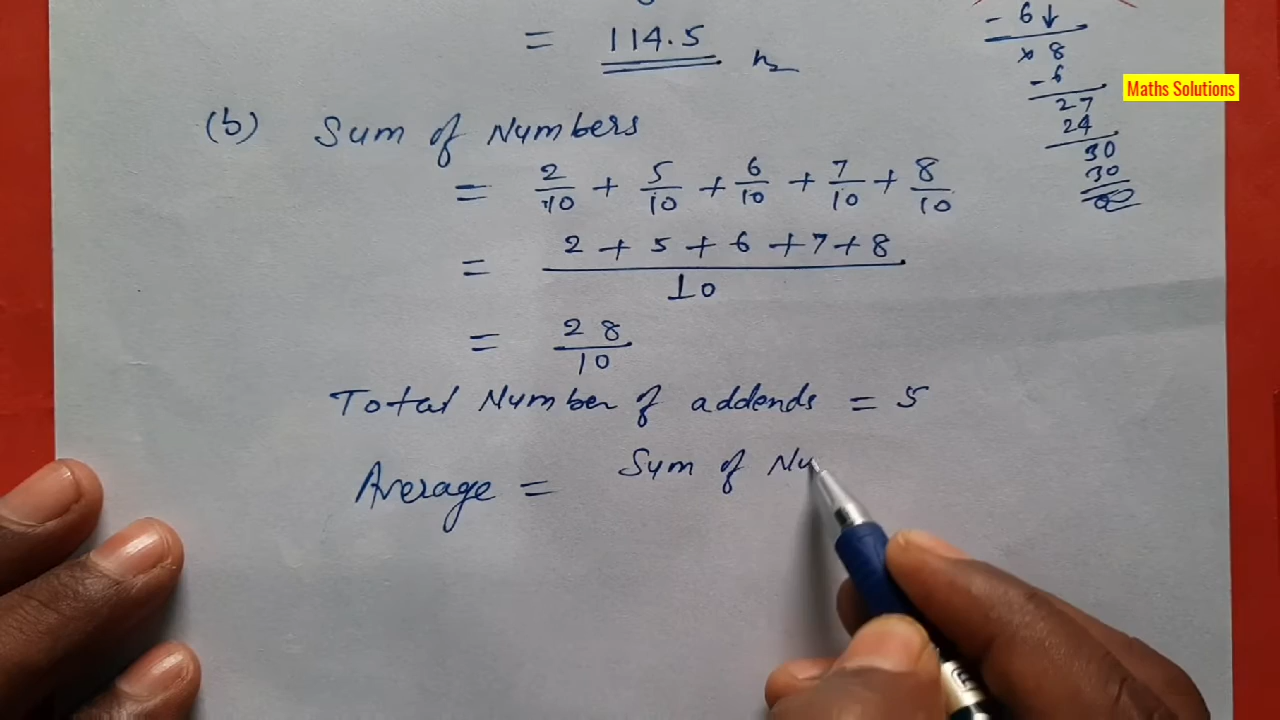 = 114.5
- 6↓
× 8
- 6
27
24
30
30
Maths Solutions
(b) Sum of Numbers
= 2/10 + 5/10 + 6/10 + 7/10 + 8/10
= 2 + 5 + 6 + 7 + 8 / 10
= 28/10
Total Number of addends = 5
Average = Sum of Nu